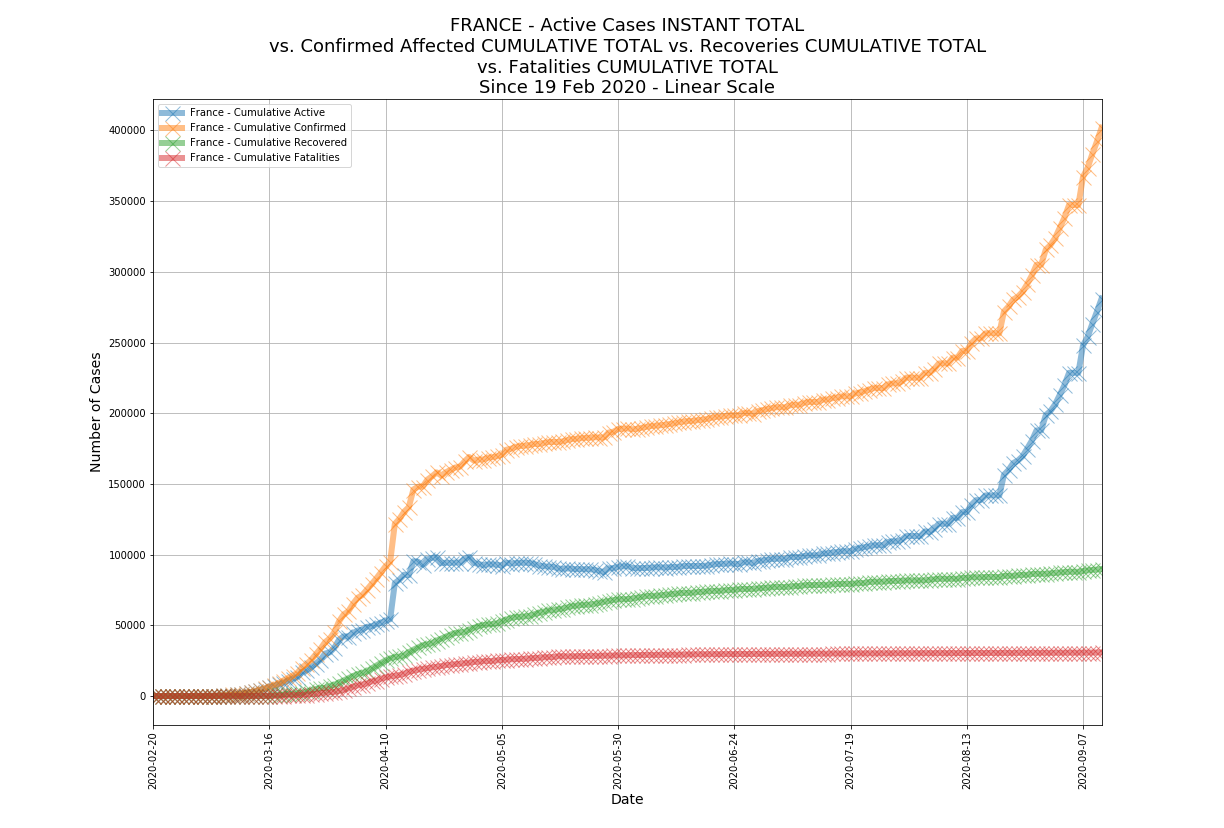 FRANCE - Active Cases INSTANT TOTAL
vs. Confirmed Affected CUMULATIVE TOTAL vs. Recoveries CUMULATIVE TOTAL
vs. Fatalities CUMULATIVE TOTAL
Since 19 Feb 2020 - Linear Scale
France - Cumulative Active
France - Cumulative Confirmed
France - Cumulative Recovered
France - Cumulative Fatalities
Number of Cases
400000
350000
300000
250000
200000
150000
100000
50000
0
2020-02-20
2020-03-16
2020-04-10
2020-05-05
2020-05-30
2020-06-24
2020-07-19
2020-08-13
2020-09-07
Date